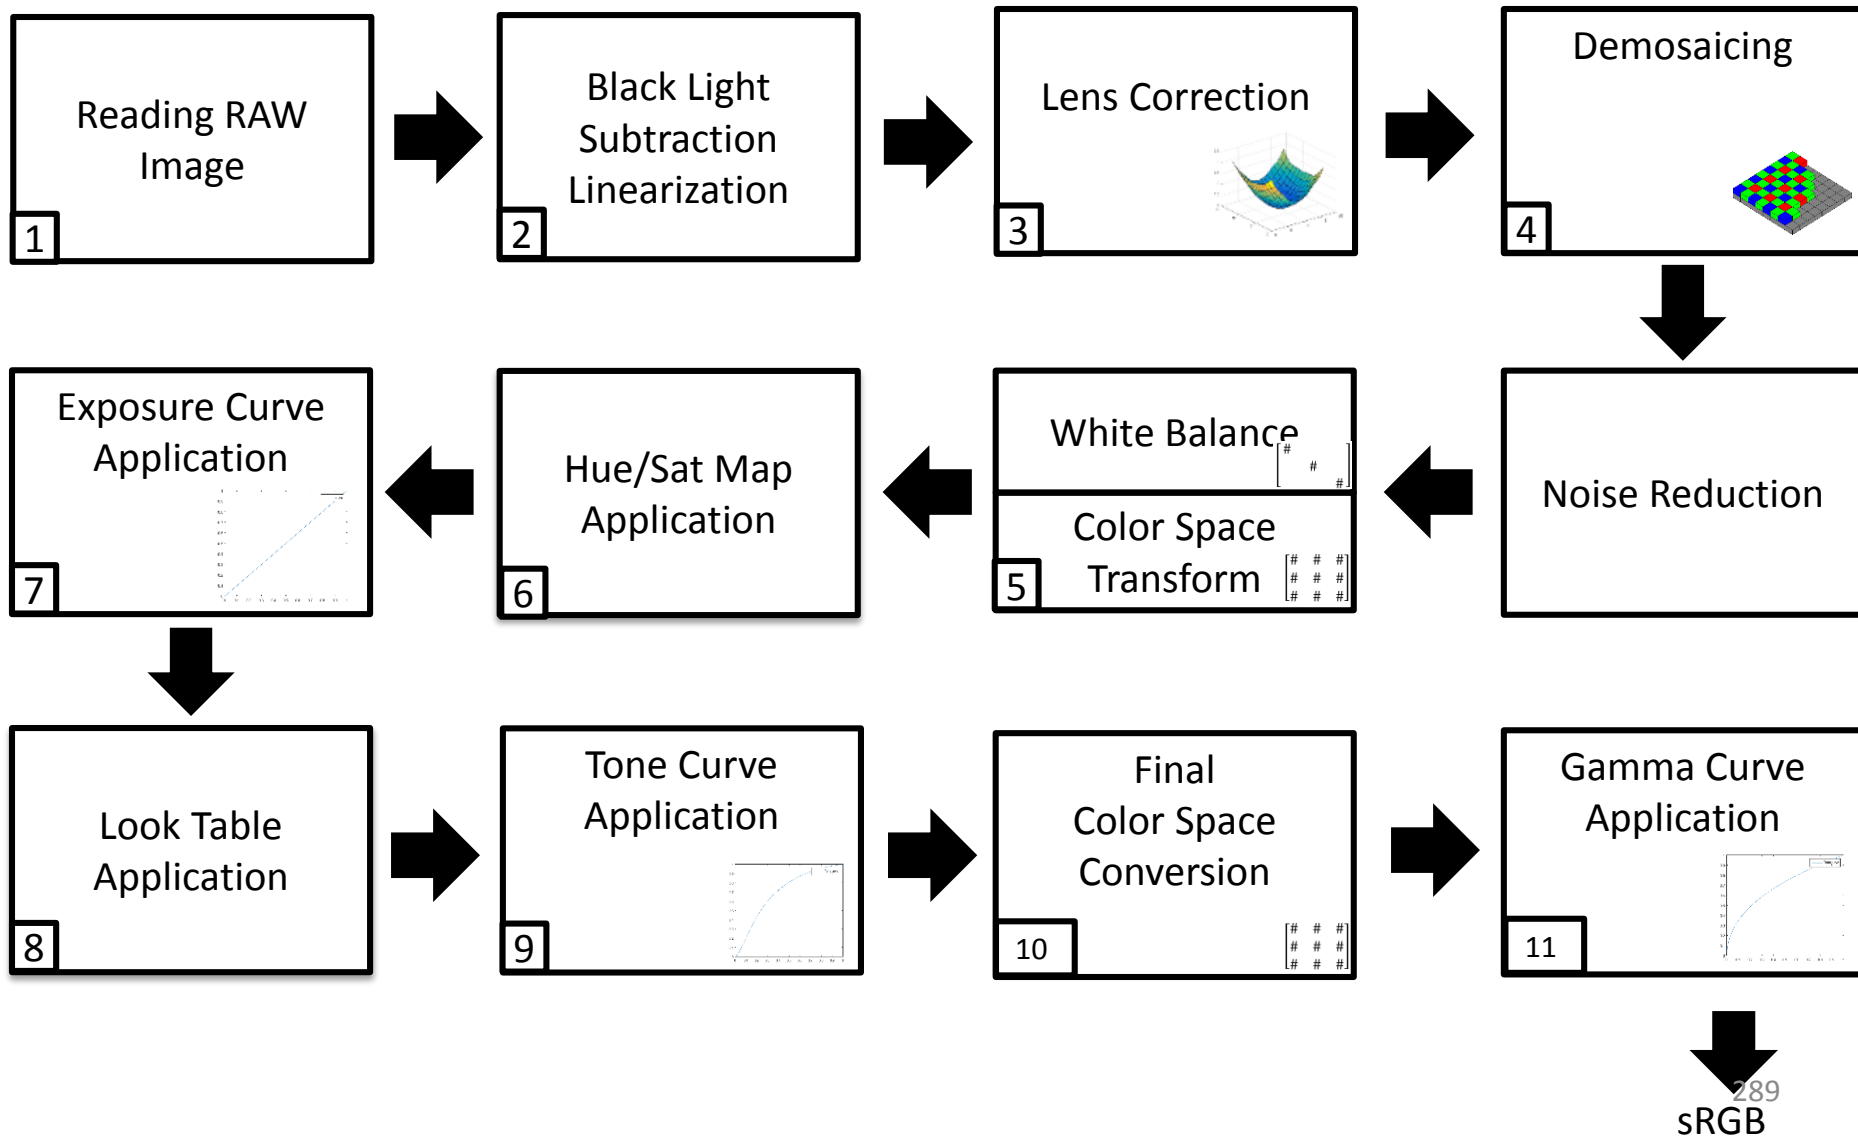 Reading RAW
Image
1
Black Light
Subtraction
Linearization
2
Lens Correction
3
Demosaicing
4
Noise Reduction
White Balance
#
#
#
Color Space
Transform
# # #
# # #
# # #
5
Hue/Sat Map
Application
6
Exposure Curve
Application
7
Look Table
Application
8
Tone Curve
Application
9
Final
Color Space
Conversion
# # #
# # #
# # #
10
Gamma Curve
Application
11
289
sRGB